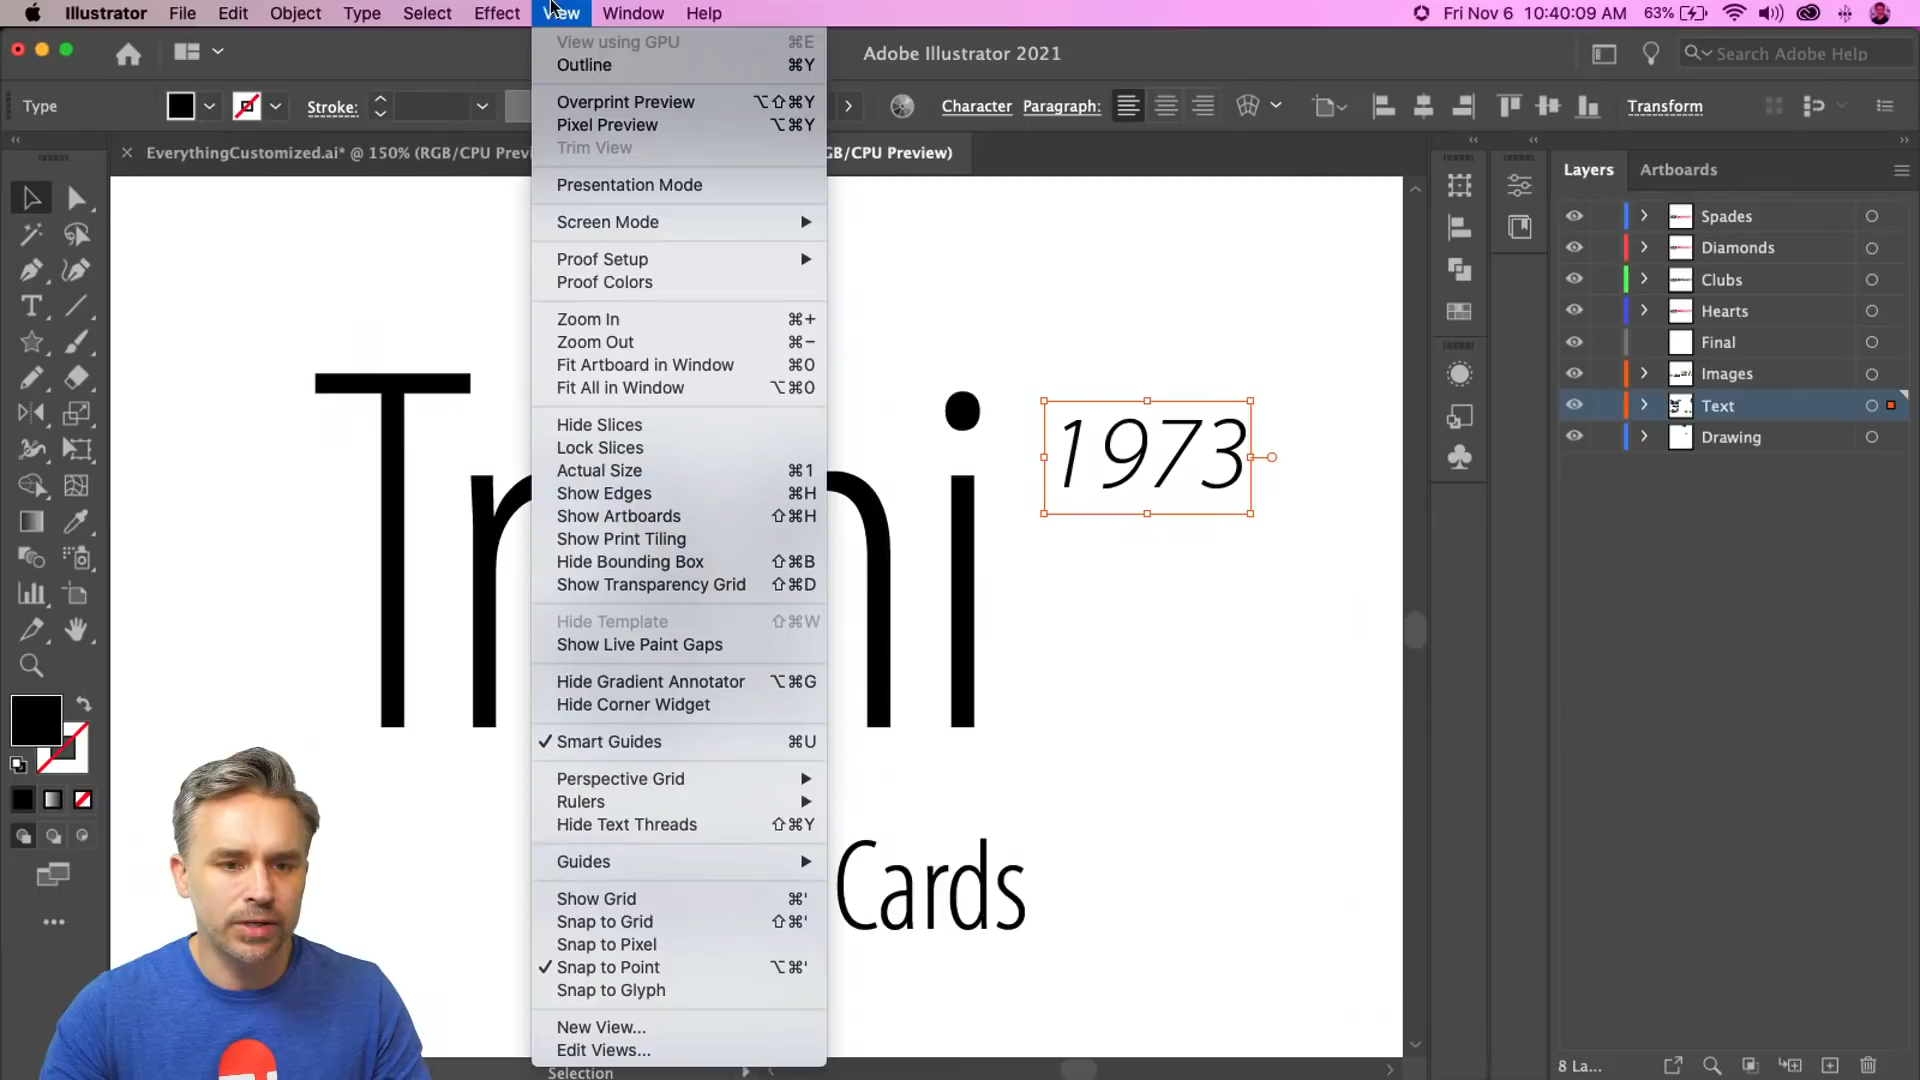 Illustrator File Edit Object Type Select Effect View Window Help
Fri Nov 6 10:40:09 AM 63%
Adobe Illustrator 2021
Search Adobe Help
Type
Stroke:
Character Paragraph:
Transform
EverythingCustomized.ai* @ 150% (RGB/CPU Previ
GB/CPU Preview)
View using GPU ⌘E
Outline ⌘Y
Overprint Preview ⌥⇧⌘Y
Pixel Preview ⌥⌘Y
Trim View
Presentation Mode
Screen Mode
Proof Setup
Proof Colors
Zoom In ⌘+
Zoom Out ⌘−
Fit Artboard in Window ⌘0
Fit All in Window ⌥⌘0
Hide Slices
Lock Slices
Actual Size ⌘1
Show Edges ⌘H
Show Artboards ⇧⌘H
Show Print Tiling
Hide Bounding Box ⇧⌘B
Show Transparency Grid ⇧⌘D
Hide Template ⇧⌘W
Show Live Paint Gaps
Hide Gradient Annotator ⌥⌘G
Hide Corner Widget
✓ Smart Guides ⌘U
Perspective Grid
Rulers
Hide Text Threads ⇧⌘Y
Guides
Show Grid ⌘'
Snap to Grid ⇧⌘'
Snap to Pixel
✓ Snap to Point ⌥⌘'
Snap to Glyph
New View...
Edit Views...
Selection
1973
Cards
Layers Artboards
Spades
Diamonds
Clubs
Hearts
Final
Images
Text
Drawing
8 La...